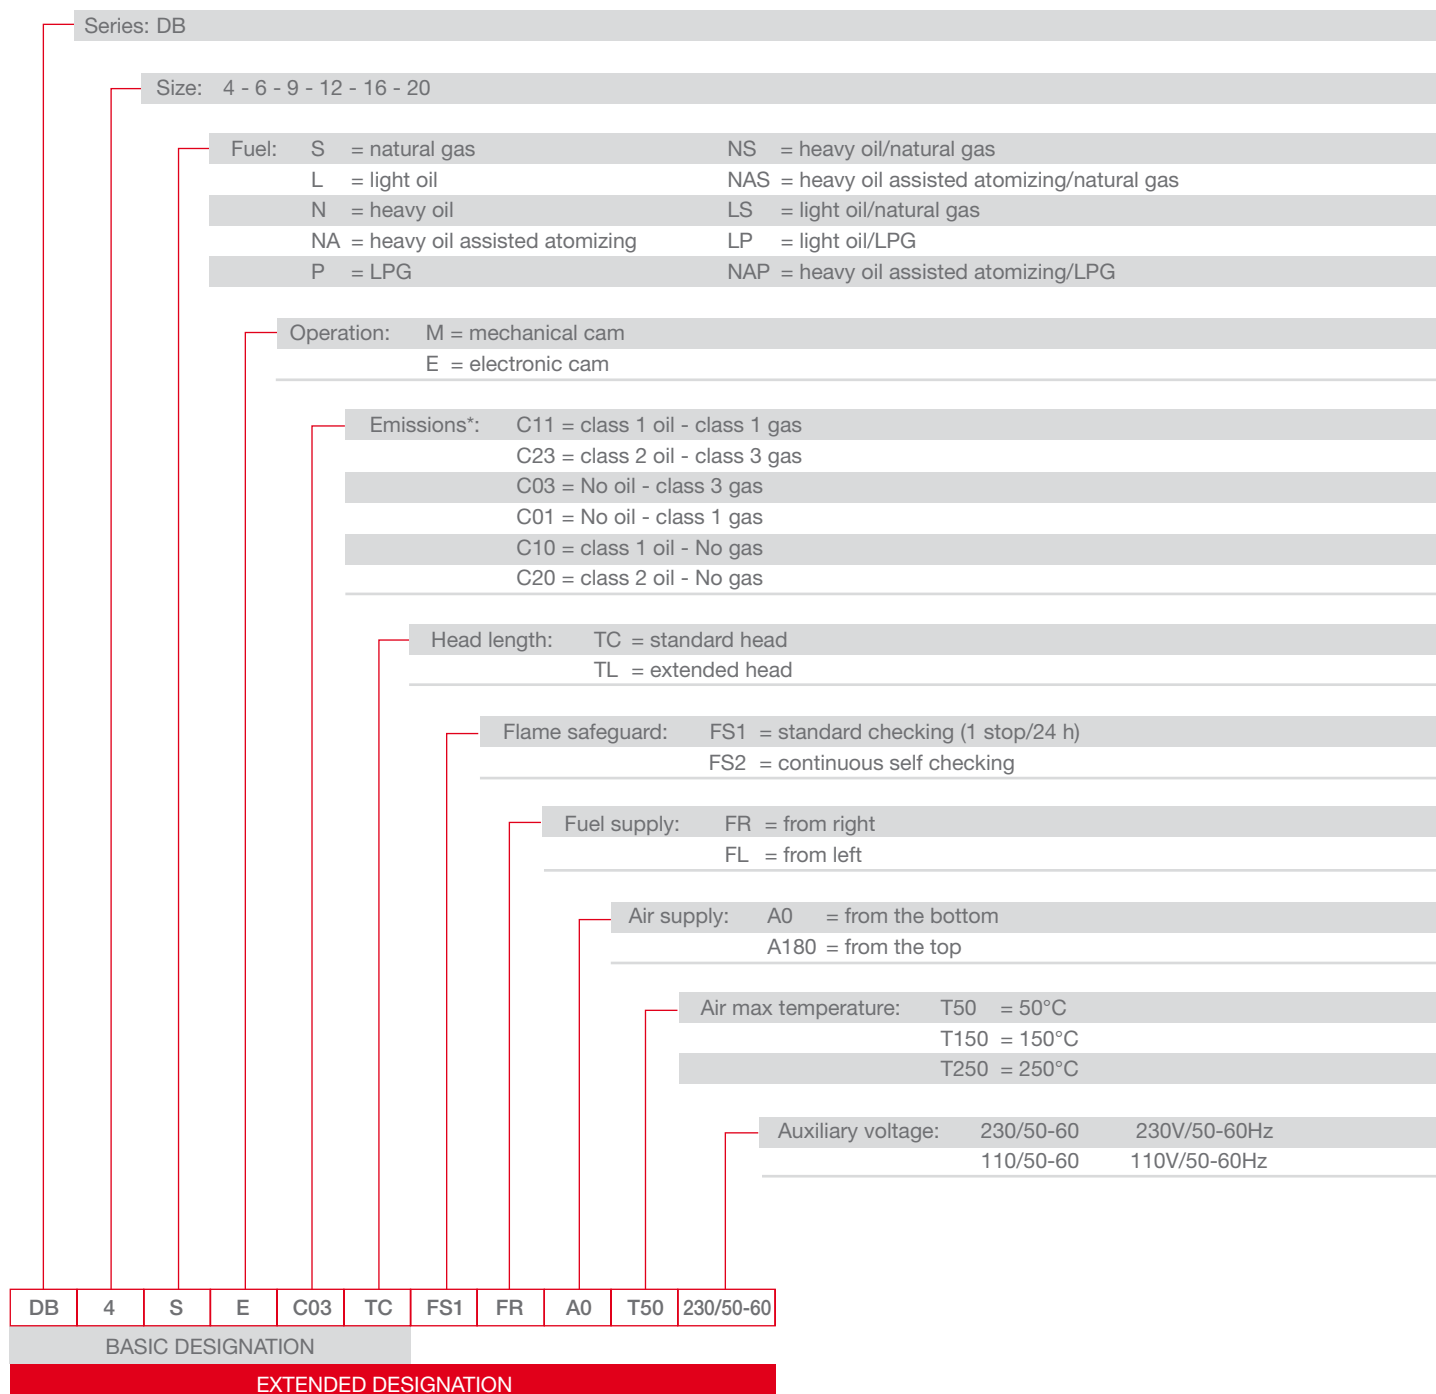 Series: DB
Size: 4 - 6 - 9 - 12 - 16 - 20
Fuel: S = natural gas NS = heavy oil/natural gas
L = light oil NAS = heavy oil assisted atomizing/natural gas
N = heavy oil LS = light oil/natural gas
NA = heavy oil assisted atomizing LP = light oil/LPG
P = LPG NAP = heavy oil assisted atomizing/LPG
Operation: M = mechanical cam
E = electronic cam
Emissions*: C11 = class 1 oil - class 1 gas
C23 = class 2 oil - class 3 gas
C03 = No oil - class 3 gas
C01 = No oil - class 1 gas
C10 = class 1 oil - No gas
C20 = class 2 oil - No gas
Head length: TC = standard head
TL = extended head
Flame safeguard: FS1 = standard checking (1 stop/24 h)
FS2 = continuous self checking
Fuel supply: FR = from right
FL = from left
Air supply: A0 = from the bottom
A180 = from the top
Air max temperature: T50 = 50°C
T150 = 150°C
T250 = 250°C
Auxiliary voltage: 230/50-60 230V/50-60Hz
110/50-60 110V/50-60Hz
DB 4 S E C03 TC FS1 FR A0 T50 230/50-60
BASIC DESIGNATION
EXTENDED DESIGNATION